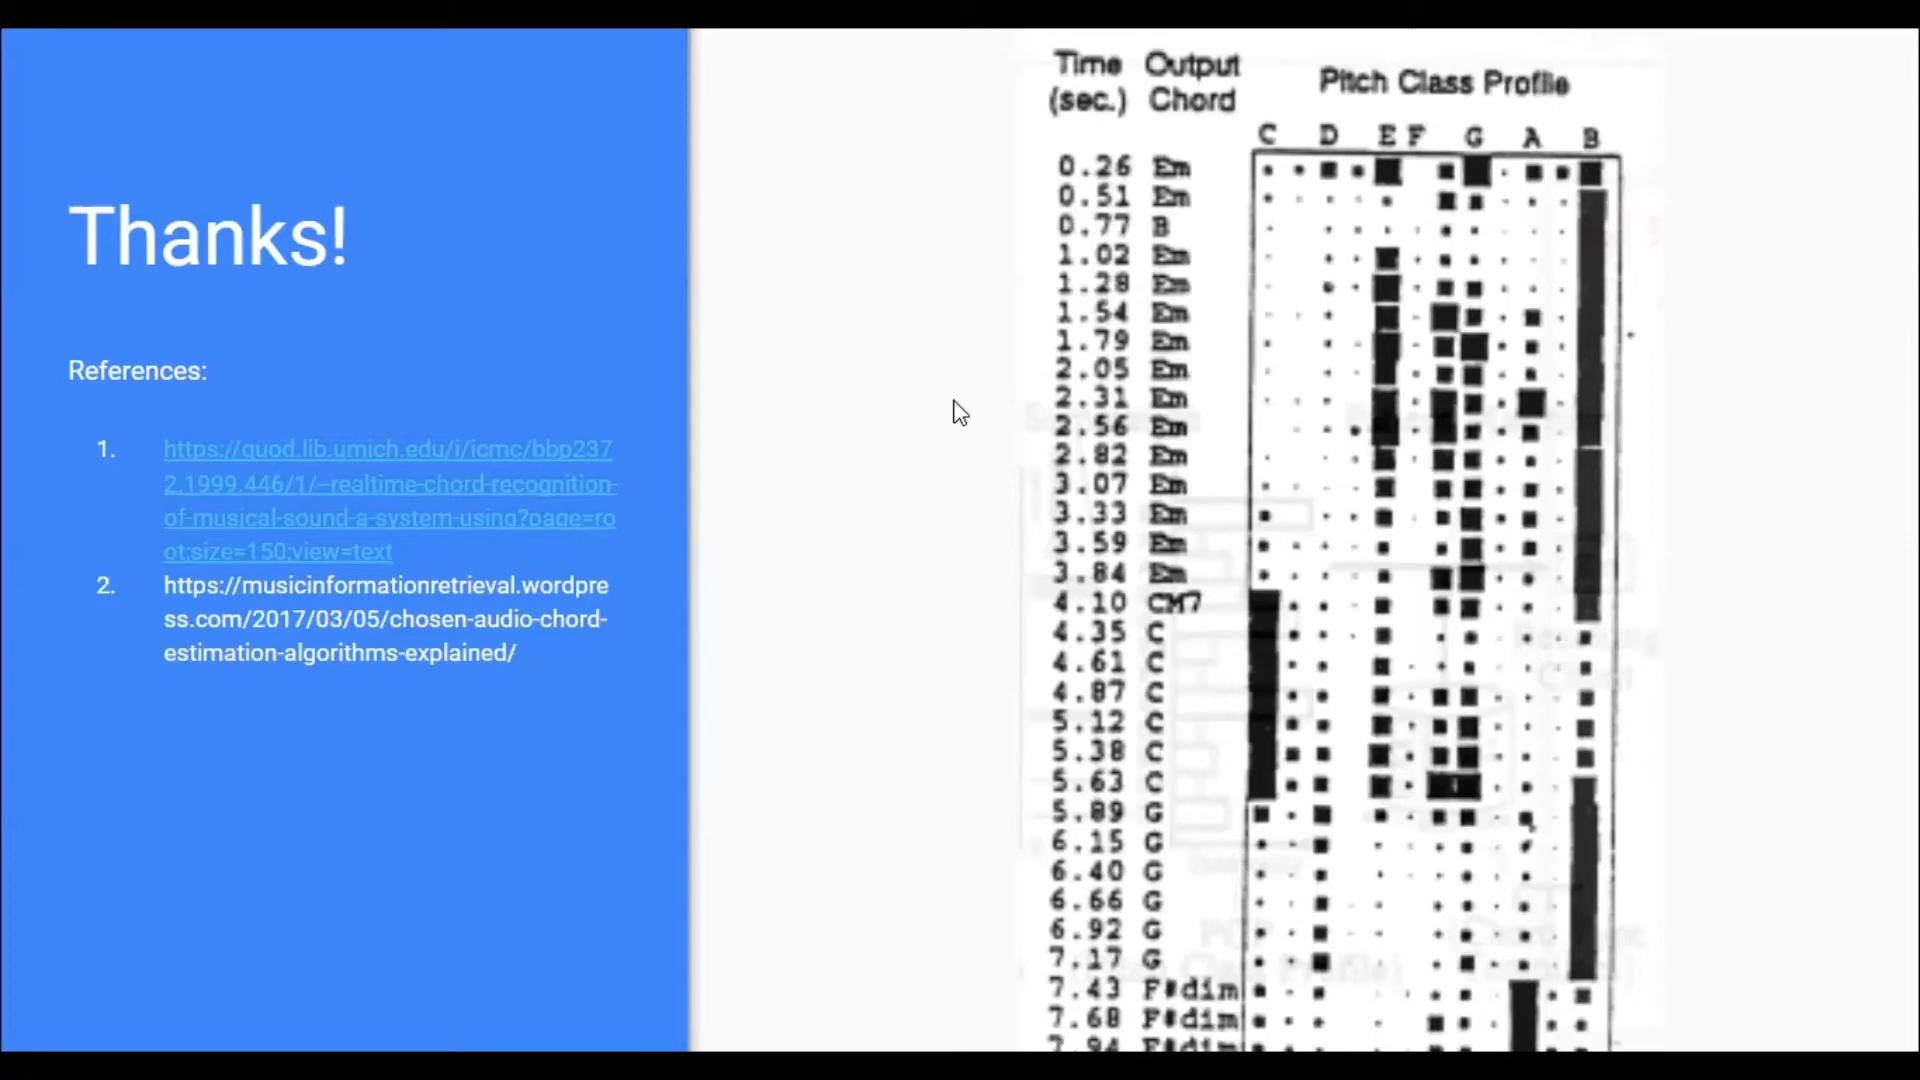 Thanks!
References:
1. https://quod.lib.umich.edu/i/icmc/bbp237
2.1999.446/1/--realtime-chord-recognition-
of-musical-sound-a-system-using?page=ro
ot;size=150;view=text
2. https://musicinformationretrieval.wordpre
ss.com/2017/03/05/chosen-audio-chord-
estimation-algorithms-explained/
Time Output
(sec.) Chord
Pitch Class Profile
C D E F G A B
0.26 Em
0.51 Em
0.77 B
1.02 Em
1.28 Em
1.54 Em
1.79 Em
2.05 Em
2.31 Em
2.56 Em
2.82 Em
3.07 Em
3.33 Em
3.59 Em
3.84 Em
4.10 CM7
4.35 C
4.61 C
4.87 C
5.12 C
5.38 C
5.63 C
5.89 G
6.15 G
6.40 G
6.66 G
6.92 G
7.17 G
7.43 F#dim
7.68 F#dim
7.94 F#dim